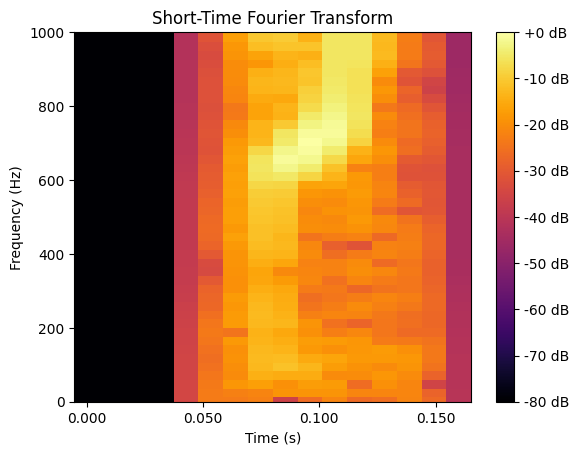 Short-Time Fourier Transform
Frequency (Hz)
1000
800
600
400
200
0
0.000
0.050
0.100
0.150
Time (s)
+0 dB
-10 dB
-20 dB
-30 dB
-40 dB
-50 dB
-60 dB
-70 dB
-80 dB